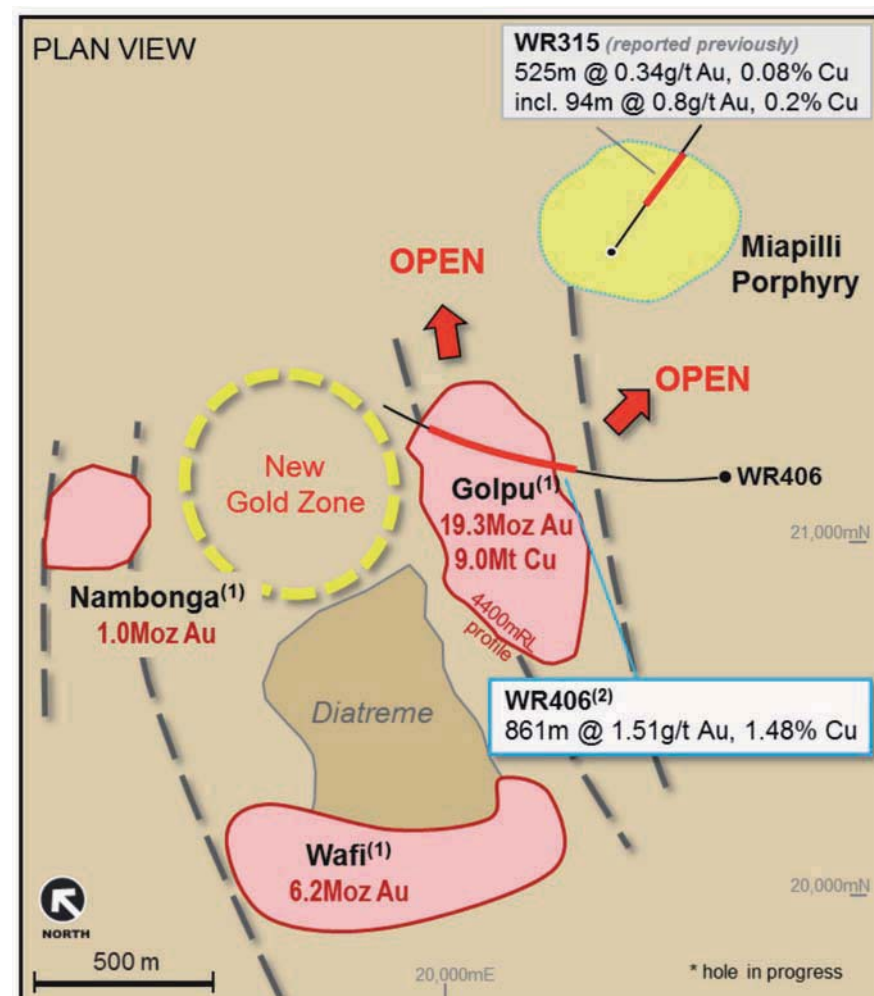 PLAN VIEW
WR315 (reported previously)
525m @ 0.34g/t Au, 0.08% Cu
incl. 94m @ 0.8g/t Au, 0.2% Cu
Miapilli
Porphyry
OPEN
OPEN
New
Gold Zone
WR406
Golpu(1)
19.3Moz Au
9.0Mt Cu
21,000mN
Nambonga(1)
1.0Moz Au
4400mRL
profile
WR406(2)
861m @ 1.51g/t Au, 1.48% Cu
Diatreme
Wafi(1)
6.2Moz Au
20,000mN
NORTH
500 m
20,000mE
* hole in progress